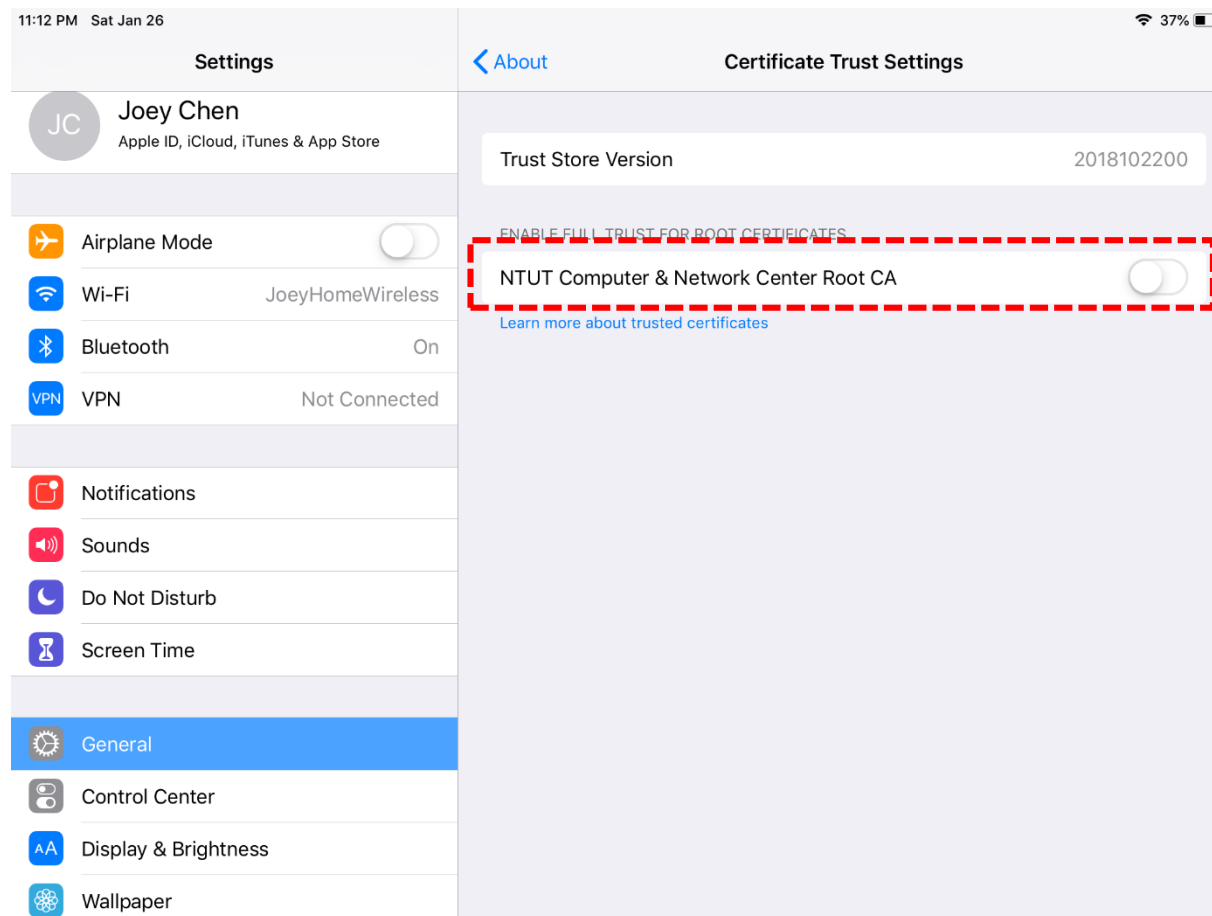 11:12 PM Sat Jan 26
37%
Settings
About
Certificate Trust Settings
JC
Joey Chen
Apple ID, iCloud, iTunes & App Store
Airplane Mode
Wi-Fi JoeyHomeWireless
Bluetooth On
VPN VPN Not Connected
Notifications
Sounds
Do Not Disturb
Screen Time
General
Control Center
AA Display & Brightness
Wallpaper
Trust Store Version 2018102200
ENABLE FULL TRUST FOR ROOT CERTIFICATES
NTUT Computer & Network Center Root CA
Learn more about trusted certificates